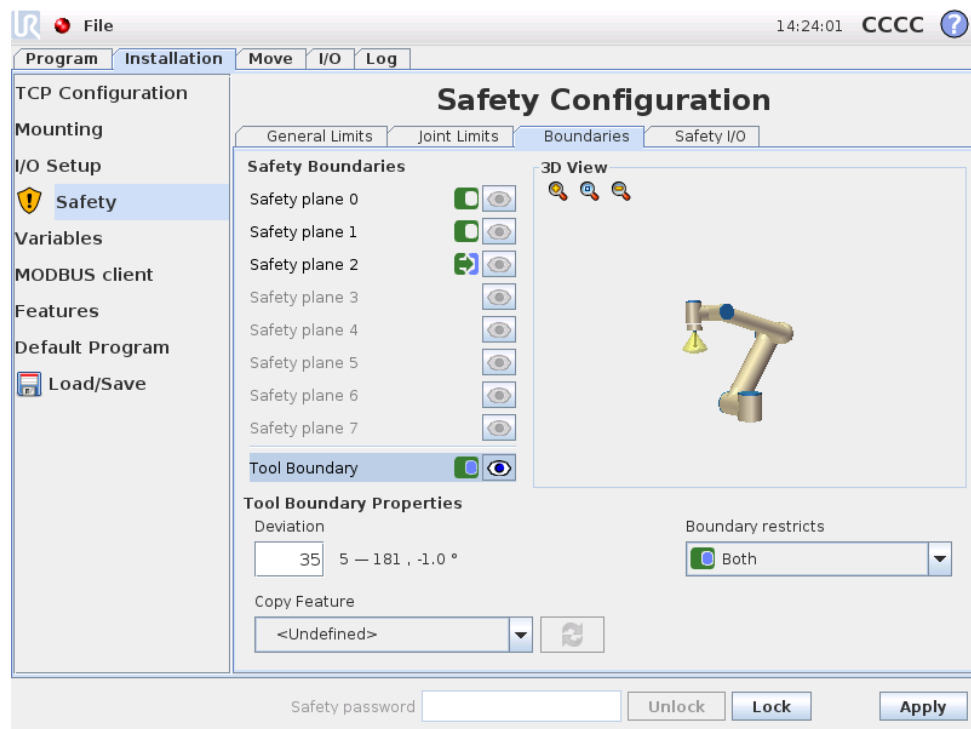 UR File 14:24:01 CCCC ?
Program Installation Move I/O Log
TCP Configuration
Mounting
I/O Setup
Safety
Variables
MODBUS client
Features
Default Program
Load/Save
Safety Configuration
General Limits Joint Limits Boundaries Safety I/O
Safety Boundaries
Safety plane 0
Safety plane 1
Safety plane 2
Safety plane 3
Safety plane 4
Safety plane 5
Safety plane 6
Safety plane 7
Tool Boundary
3D View
Tool Boundary Properties
Deviation
35 5 — 181 , -1.0 °
Boundary restricts
Both
Copy Feature
<Undefined>
Safety password Unlock Lock Apply